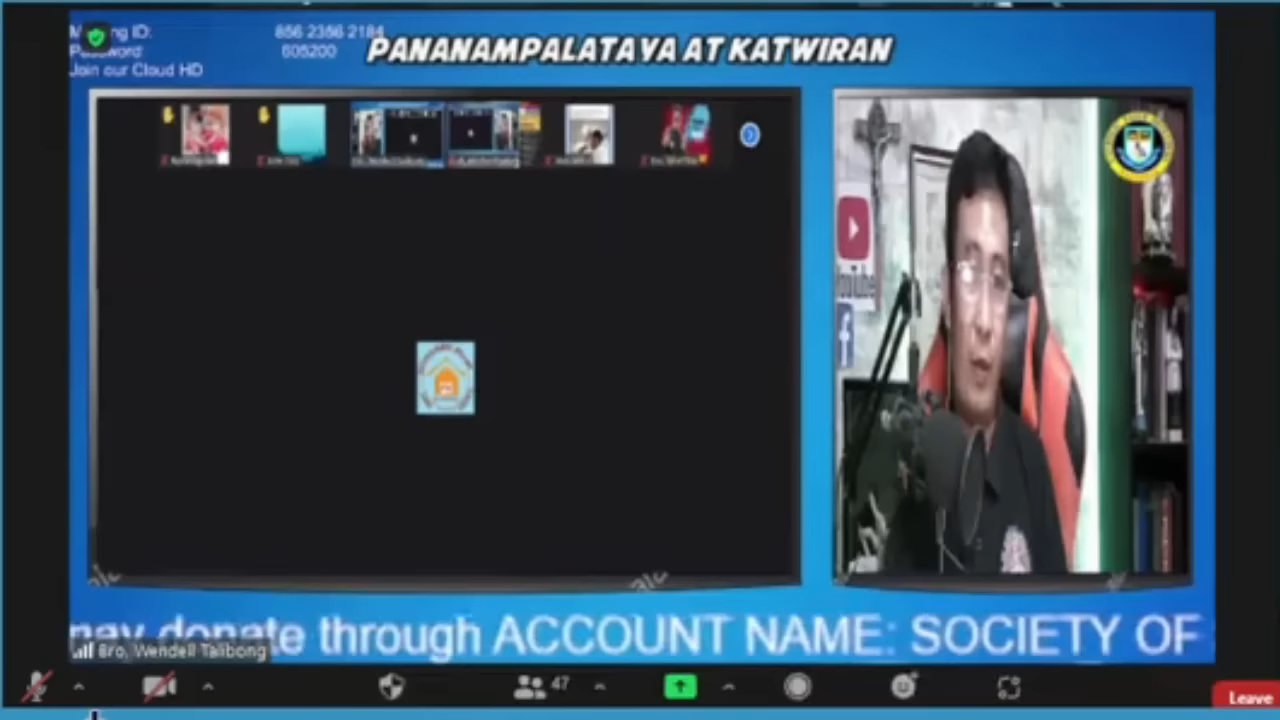 Meeting ID: 856 2356 2184
Password: 605200
Join our Cloud HD
PANANAMPALATAYA AT KATWIRAN
may donate through ACCOUNT NAME: SOCIETY OF
Bro. Wendell Talibong
47
Leave